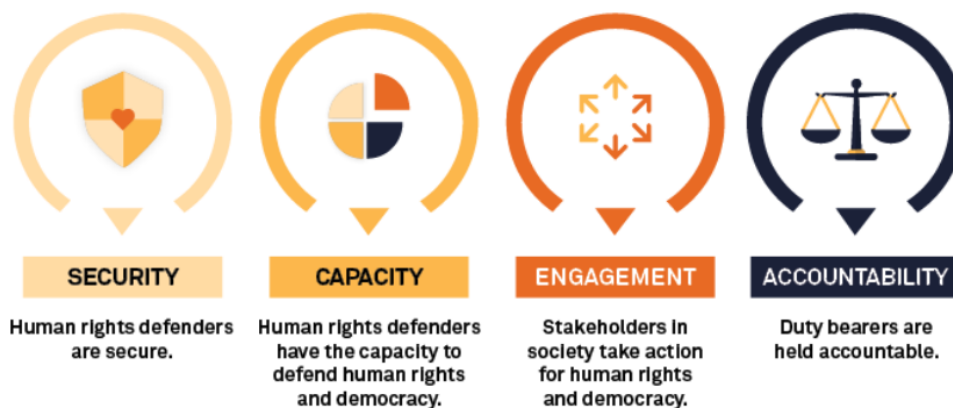 SECURITY
Human rights defenders
are secure.
CAPACITY
Human rights defenders
have the capacity to
defend human rights
and democracy.
ENGAGEMENT
Stakeholders in
society take action
for human rights
and democracy.
ACCOUNTABILITY
Duty bearers are
held accountable.